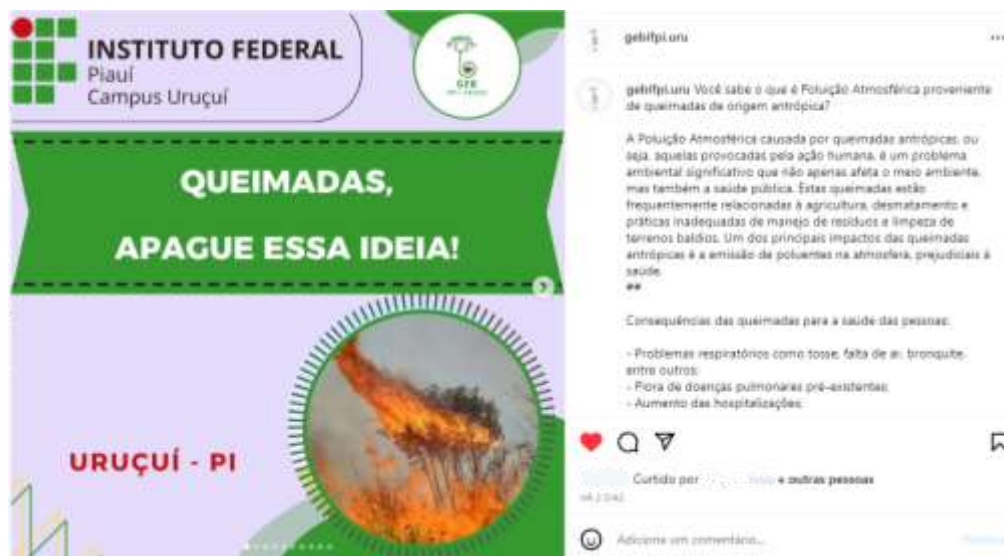 INSTITUTO FEDERAL
Piauí
Campus Uruçuí
GEB
QUEIMADAS,
APAGUE ESSA IDEIA!
URUÇUÍ - PI
gebifpi.uru
gebifpi.uru Você sabe o que é Poluição Atmosférica proveniente
de queimadas de origem antrópica?
A Poluição Atmosférica causada por queimadas antrópicas, ou
seja, aquelas provocadas pela ação humana, é um problema
ambiental significativo que não apenas afeta o meio ambiente,
mas também a saúde pública. Estas queimadas estão
frequentemente relacionadas à agricultura, desmatamento e
práticas inadequadas de manejo de resíduos e limpeza de
terrenos baldios. Um dos principais impactos das queimadas
antrópicas é a emissão de poluentes na atmosfera, prejudiciais à
saúde.
##
Consequências das queimadas para a saúde das pessoas:
- Problemas respiratórios como tosse, falta de ar, bronquite,
entre outros;
- Piora de doenças pulmonares pré-existentes;
- Aumento das hospitalizações;
Curtido por e outras pessoas
Adicione um comentário...